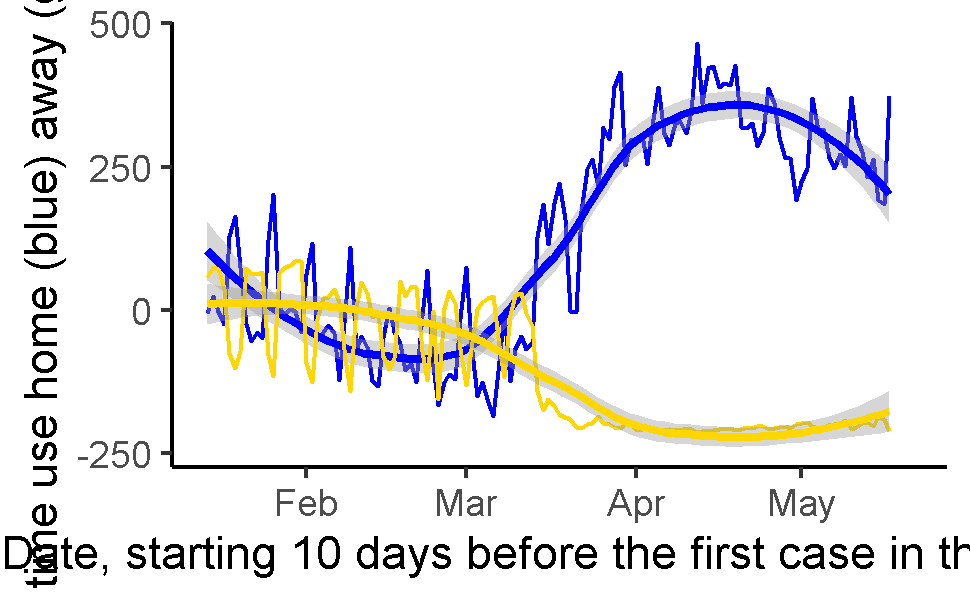 time use home (blue) away (
500
250
0
-250
Feb Mar Apr May
Date, starting 10 days before the first case in th